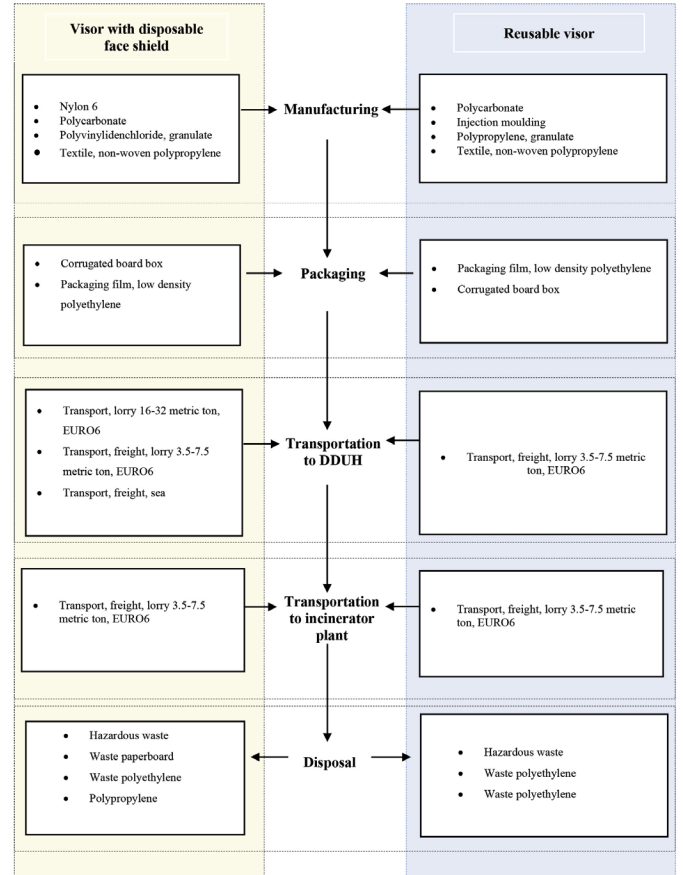 Visor with disposable
face shield
Reusable visor
• Nylon 6
• Polycarbonate
• Polyvinylidenchloride, granulate
• Textile, non-woven polypropylene
Manufacturing
• Polycarbonate
• Injection moulding
• Polypropylene, granulate
• Textile, non-woven polypropylene
• Corrugated board box
• Packaging film, low density
polyethylene
Packaging
• Packaging film, low density polyethylene
• Corrugated board box
• Transport, lorry 16-32 metric ton,
EURO6
• Transport, freight, lorry 3.5-7.5
metric ton, EURO6
• Transport, freight, sea
Transportation
to DDUH
• Transport, freight, lorry 3.5-7.5 metric
ton, EURO6
• Transport, freight, lorry 3.5-7.5
metric ton, EURO6
Transportation
to incinerator
plant
• Transport, freight, lorry 3.5-7.5 metric
ton, EURO6
• Hazardous waste
• Waste paperboard
• Waste polyethylene
• Polypropylene
Disposal
• Hazardous waste
• Waste polyethylene
• Waste polyethylene